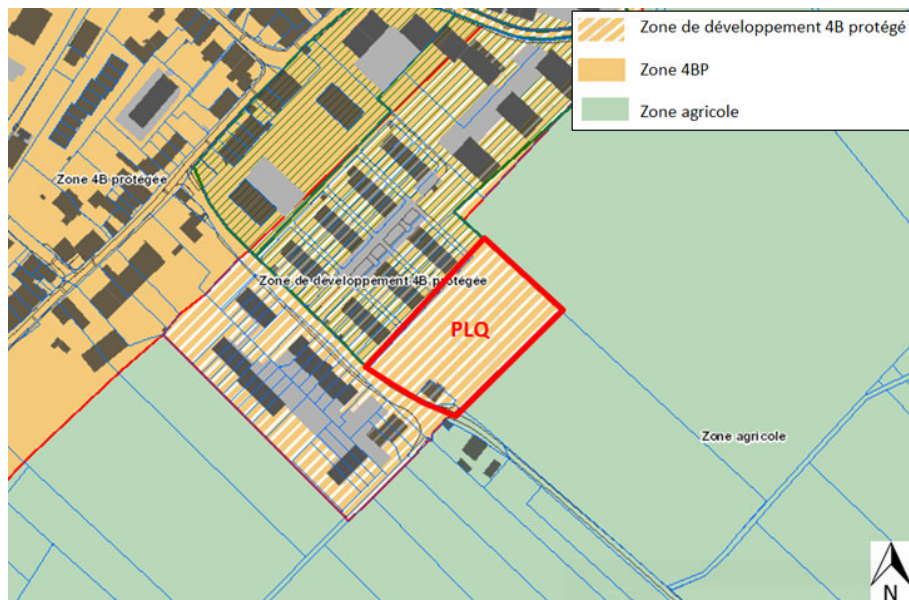 Zone de développement 4B protégé
Zone 4BP
Zone agricole
Zone 4B protégée
Zone de développement 4B protégée
PLQ
Zone agricole
N